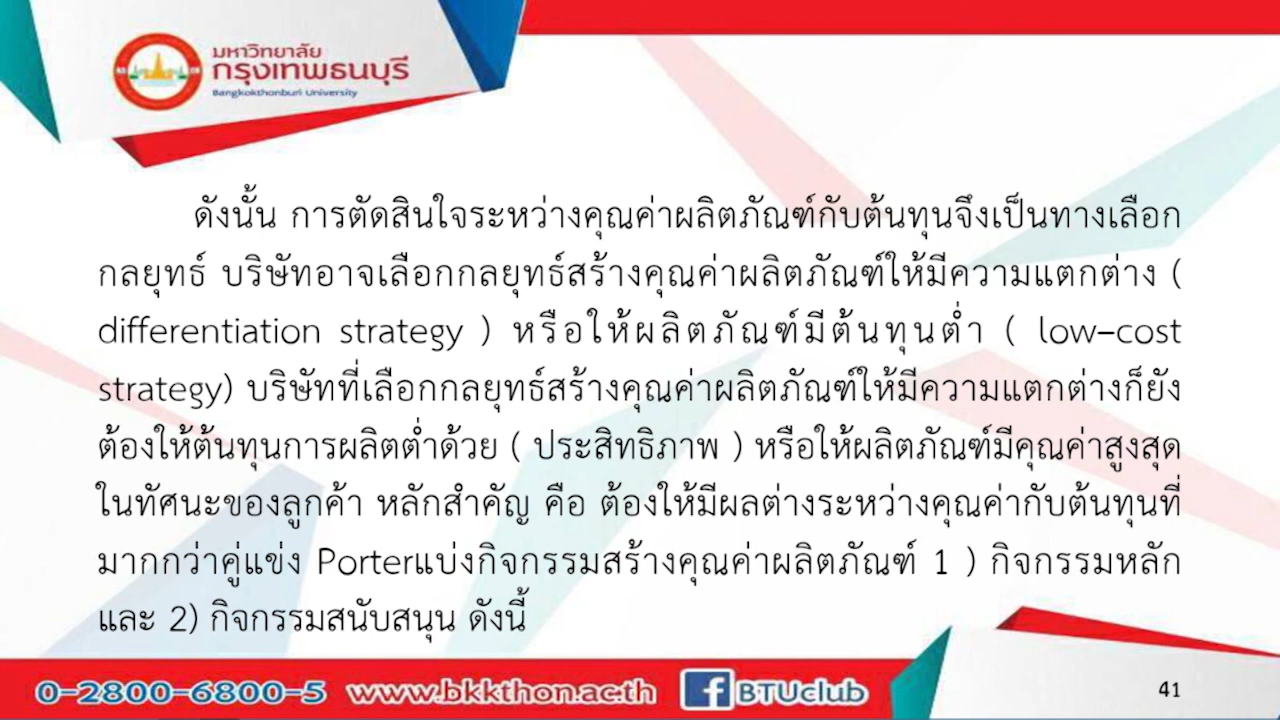 มหาวิทยาลัย
กรุงเทพธนบุรี
Bangkokthonburi University
ดังนั้น การตัดสินใจระหว่างคุณค่าผลิตภัณฑ์กับต้นทุนจึงเป็นทางเลือก
กลยุทธ์ บริษัทอาจเลือกกลยุทธ์สร้างคุณค่าผลิตภัณฑ์ให้มีความแตกต่าง (
differentiation strategy ) หรือให้ผลิตภัณฑ์มีต้นทุนต่ำ ( low–cost
strategy) บริษัทที่เลือกกลยุทธ์สร้างคุณค่าผลิตภัณฑ์ให้มีความแตกต่างก็ยัง
ต้องให้ต้นทุนการผลิตต่ำด้วย ( ประสิทธิภาพ ) หรือให้ผลิตภัณฑ์มีคุณค่าสูงสุด
ในทัศนะของลูกค้า หลักสำคัญ คือ ต้องให้มีผลต่างระหว่างคุณค่ากับต้นทุนที่
มากกว่าคู่แข่ง Porterแบ่งกิจกรรมสร้างคุณค่าผลิตภัณฑ์ 1 ) กิจกรรมหลัก
และ 2) กิจกรรมสนับสนุน ดังนี้
0-2800-6800-5 www.bkkthon.ac.th f BTUclub
41